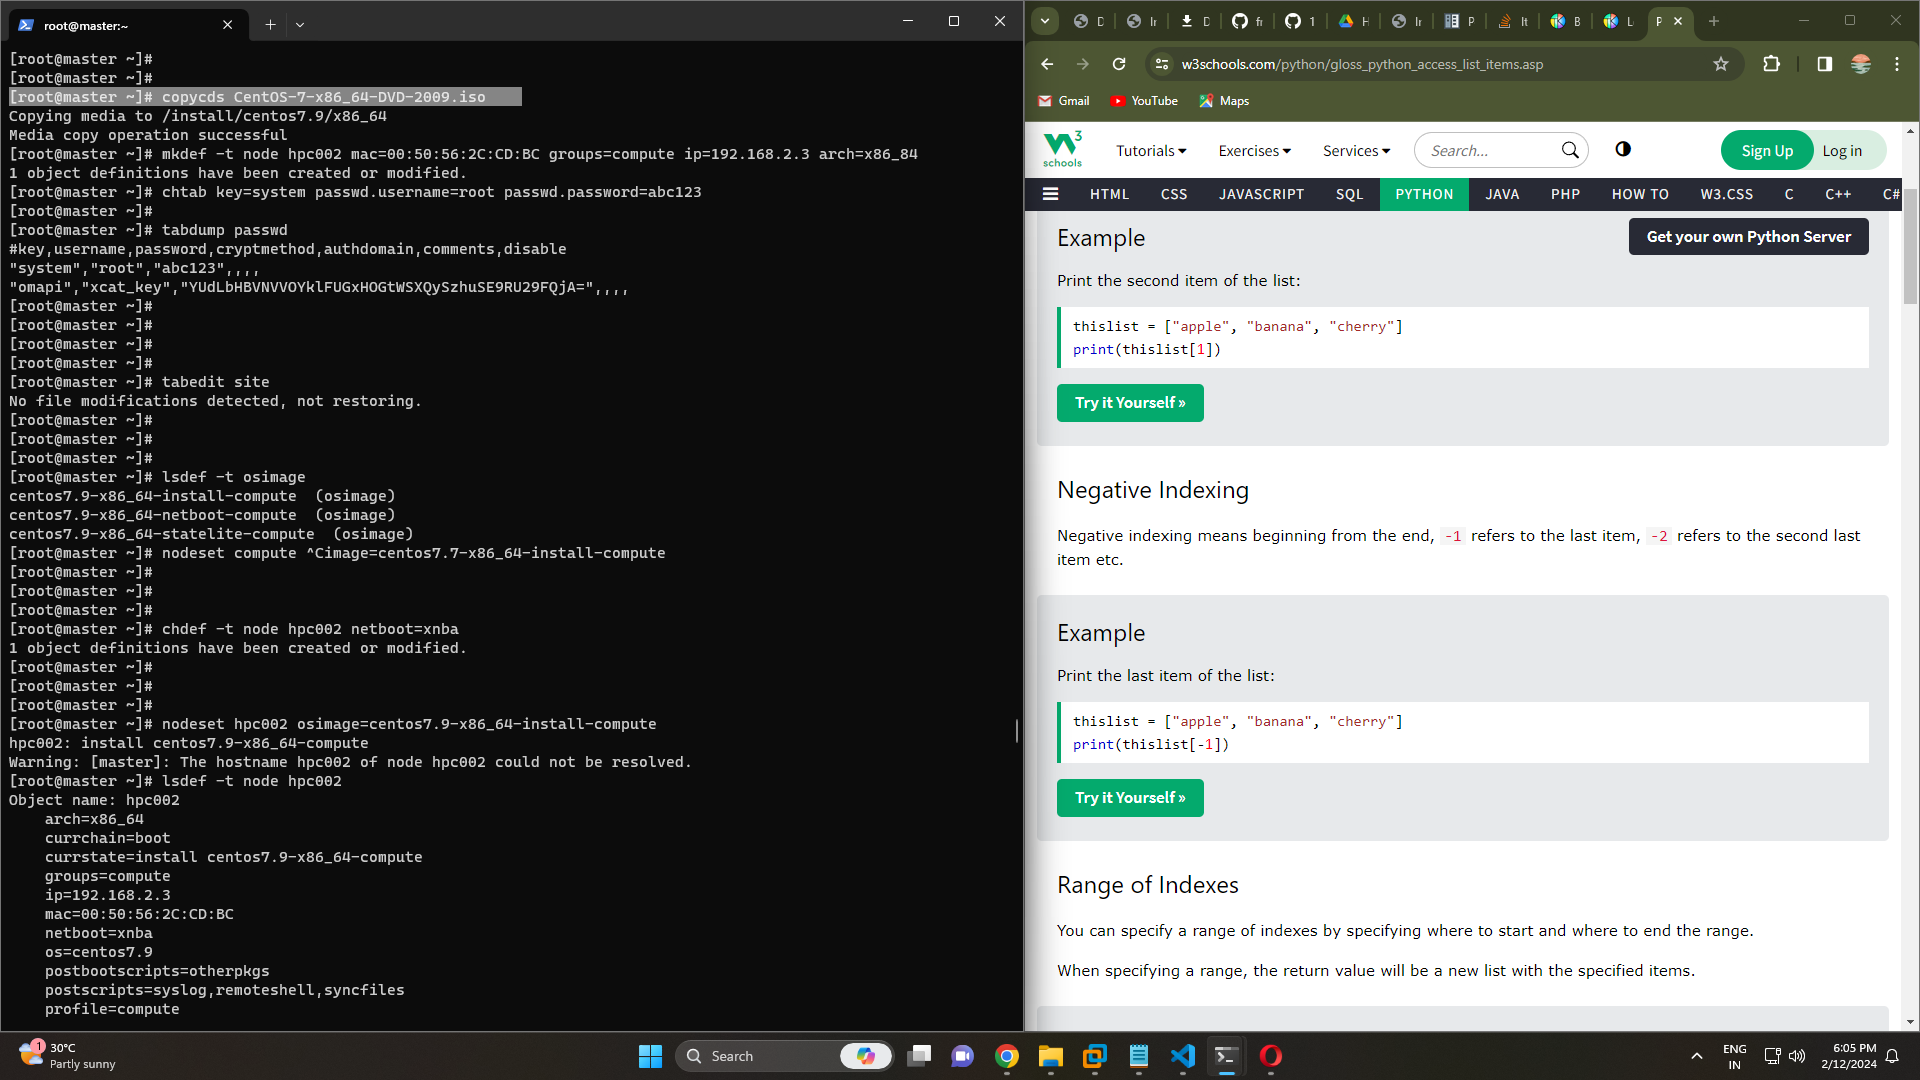 root@master:~
[root@master ~]#
[root@master ~]#
[root@master ~]# copycds CentOS-7-x86_64-DVD-2009.iso
Copying media to /install/centos7.9/x86_64
Media copy operation successful
[root@master ~]# mkdef -t node hpc002 mac=00:50:56:2C:CD:BC groups=compute ip=192.168.2.3 arch=x86_84
1 object definitions have been created or modified.
[root@master ~]# chtab key=system passwd.username=root passwd.password=abc123
[root@master ~]#
[root@master ~]# tabdump passwd
#key,username,password,cryptmethod,authdomain,comments,disable
"system","root","abc123",,,,
"omapi","xcat_key","YUdLbHBVNVVOYklFUGxHOGtWSXQySzhuSE9RU29FQjA=",,,,
[root@master ~]#
[root@master ~]#
[root@master ~]#
[root@master ~]#
[root@master ~]# tabedit site
No file modifications detected, not restoring.
[root@master ~]#
[root@master ~]#
[root@master ~]#
[root@master ~]# lsdef -t osimage
centos7.9-x86_64-install-compute  (osimage)
centos7.9-x86_64-netboot-compute  (osimage)
centos7.9-x86_64-statelite-compute  (osimage)
[root@master ~]# nodeset compute ^Cimage=centos7.7-x86_64-install-compute
[root@master ~]#
[root@master ~]#
[root@master ~]#
[root@master ~]# chdef -t node hpc002 netboot=xnba
1 object definitions have been created or modified.
[root@master ~]#
[root@master ~]#
[root@master ~]#
[root@master ~]# nodeset hpc002 osimage=centos7.9-x86_64-install-compute
hpc002: install centos7.9-x86_64-compute
Warning: [master]: The hostname hpc002 of node hpc002 could not be resolved.
[root@master ~]# lsdef -t node hpc002
Object name: hpc002
    arch=x86_64
    currchain=boot
    currstate=install centos7.9-x86_64-compute
    groups=compute
    ip=192.168.2.3
    mac=00:50:56:2C:CD:BC
    netboot=xnba
    os=centos7.9
    postbootscripts=otherpkgs
    postscripts=syslog,remoteshell,syncfiles
    profile=compute
D Ir D fr 1 H Ir P It B L P
w3schools.com/python/gloss_python_access_list_items.asp
Gmail YouTube Maps
W3 schools Tutorials Exercises Services Search... Sign Up Log in
HTML CSS JAVASCRIPT SQL PYTHON JAVA PHP HOW TO W3.CSS C C++ C#
Example
Get your own Python Server
Print the second item of the list:
thislist = ["apple", "banana", "cherry"]
print(thislist[1])
Try it Yourself »
Negative Indexing
Negative indexing means beginning from the end, -1 refers to the last item, -2 refers to the second last
item etc.
Example
Print the last item of the list:
thislist = ["apple", "banana", "cherry"]
print(thislist[-1])
Try it Yourself »
Range of Indexes
You can specify a range of indexes by specifying where to start and where to end the range.
When specifying a range, the return value will be a new list with the specified items.
1
30°C
Partly sunny
Search
ENG
IN
6:05 PM
2/12/2024